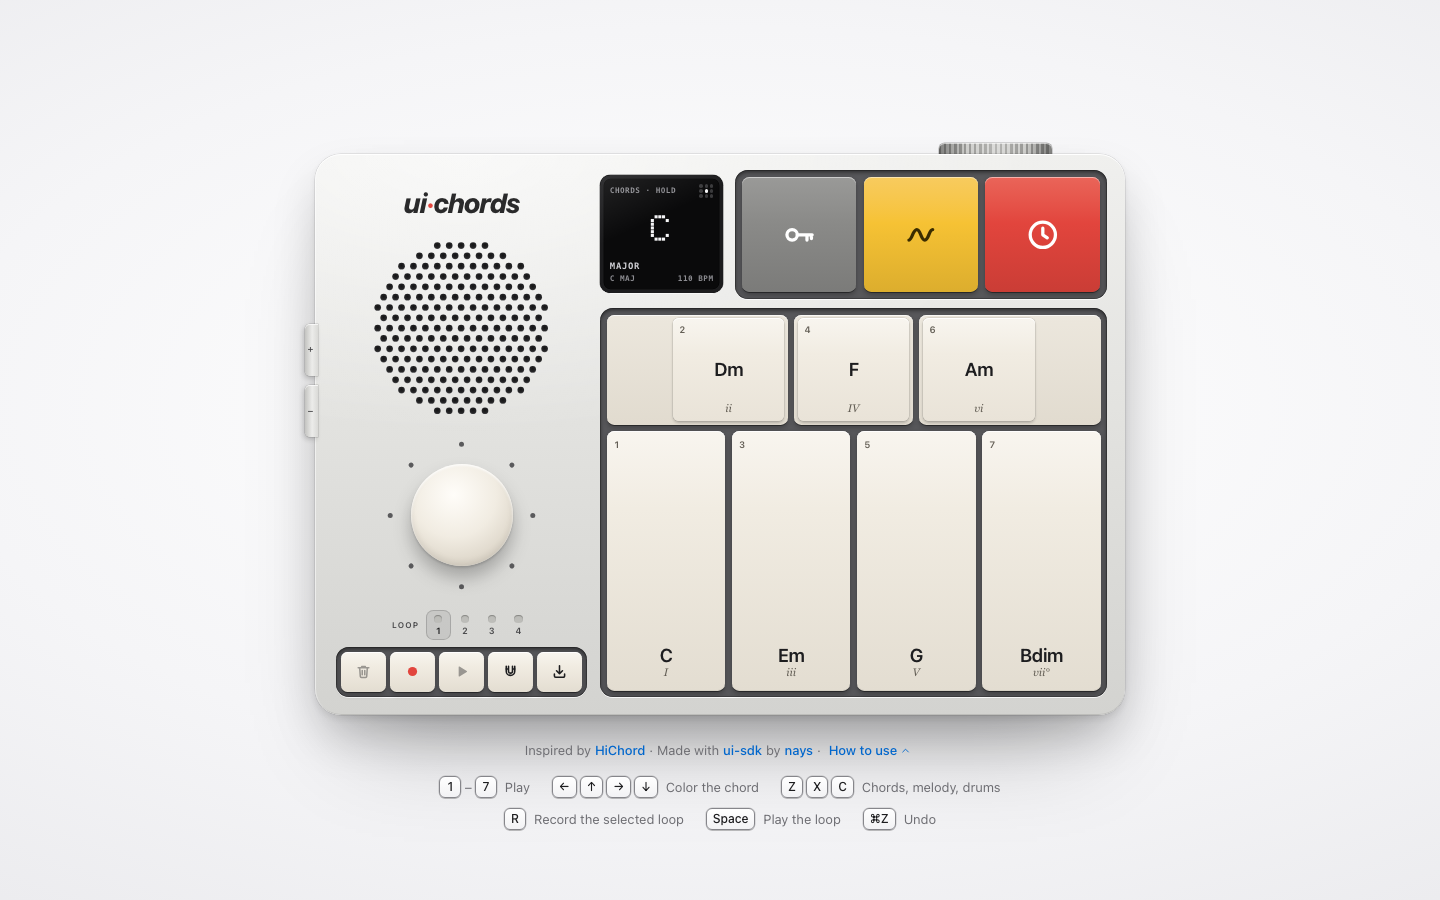 ui·chords
CHORDS · HOLD
C
MAJOR
C MAJ 110 BPM
+
−
2 4 6
Dm F Am
ii IV vi
1 3 5 7
C Em G Bdim
I iii V vii°
LOOP 1 2 3 4
Inspired by HiChord · Made with ui-sdk by nays · How to use
1 – 7 Play ← ↑ → ↓ Color the chord Z X C Chords, melody, drums
R Record the selected loop Space Play the loop ⌘Z Undo